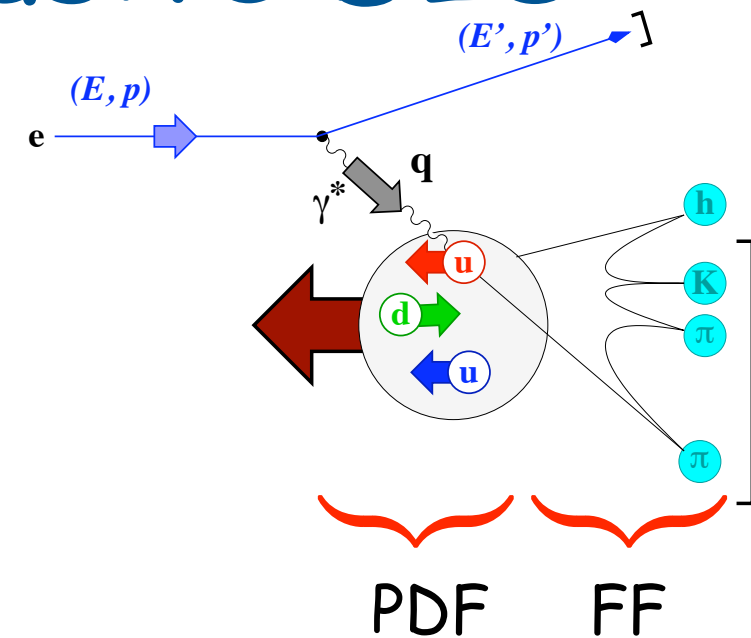 (E', p')
(E, p)
e
q
γ*
h
u
K
d
π
u
π
PDF FF